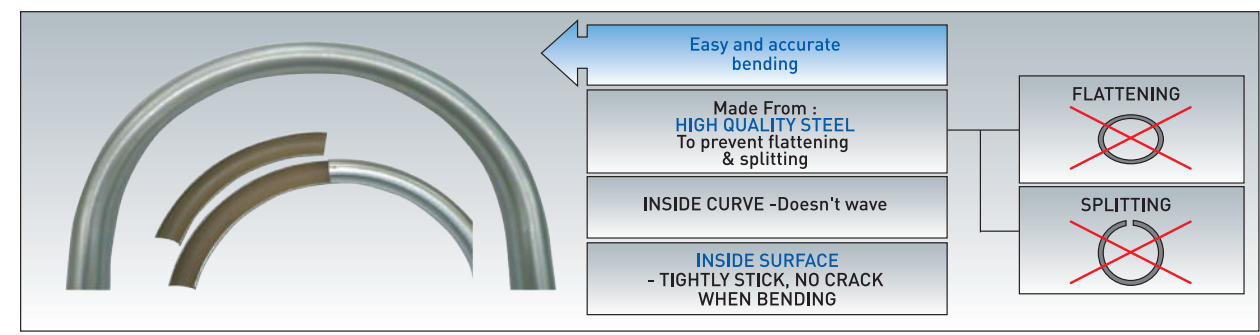 Easy and accurate
bending
Made From :
HIGH QUALITY STEEL
To prevent flattening
& splitting
INSIDE CURVE -Doesn't wave
INSIDE SURFACE
- TIGHTLY STICK, NO CRACK
WHEN BENDING
FLATTENING
SPLITTING